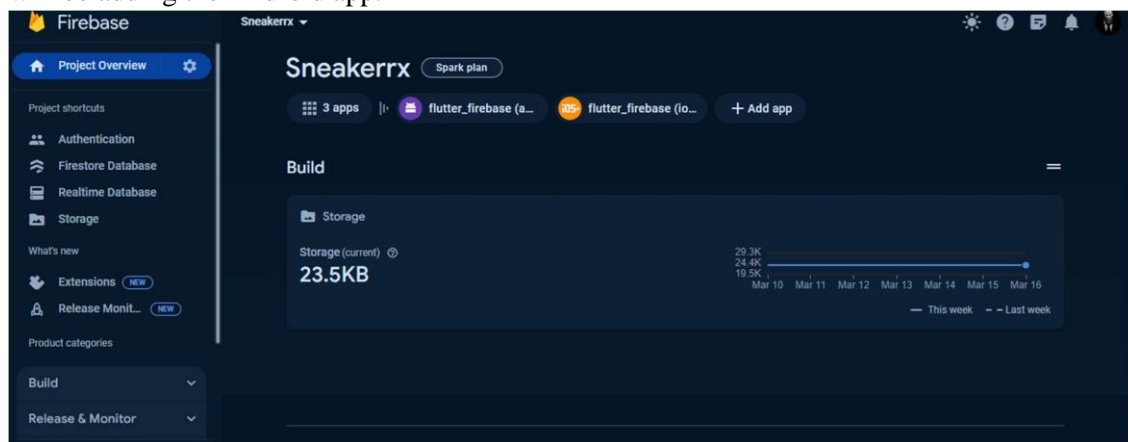 Firebase
Sneakerrx
Project Overview
Project shortcuts
Authentication
Firestore Database
Realtime Database
Storage
What's new
Extensions NEW
Release Monit... NEW
Product categories
Build
Release & Monitor
Sneakerrx Spark plan
3 apps
flutter_firebase (a...
iOS+ flutter_firebase (io...
+ Add app
Build
Storage
Storage (current)
23.5KB
29.3K
24.4K
19.5K
Mar 10 Mar 11 Mar 12 Mar 13 Mar 14 Mar 15 Mar 16
This week Last week